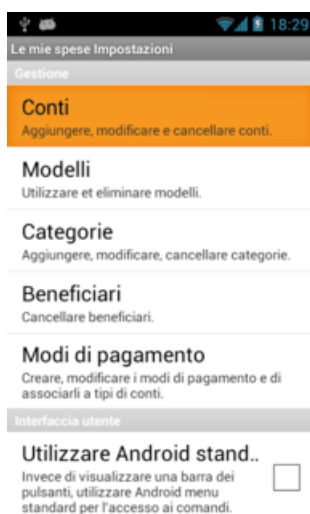 18:29
Le mie spese Impostazioni
Gestione
Conti
Aggiungere, modificare e cancellare conti.
Modelli
Utilizzare et eliminare modelli.
Categorie
Aggiungere, modificare, cancellare categorie.
Beneficiari
Cancellare beneficiari.
Modi di pagamento
Creare, modificare i modi di pagamento e di
associarli a tipi di conti.
Interfaccia utente
Utilizzare Android stand..
Invece di visualizzare una barra dei
pulsanti, utilizzare Android menu
standard per l'accesso ai comandi.